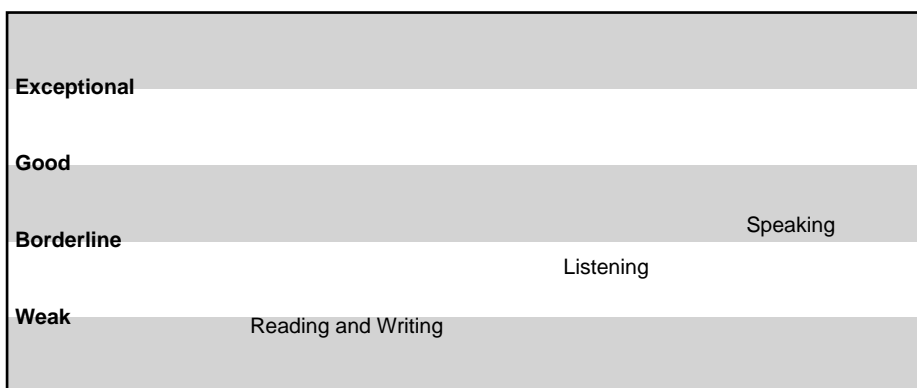 Exceptional
Good
Speaking
Borderline
Listening
Weak
Reading and Writing